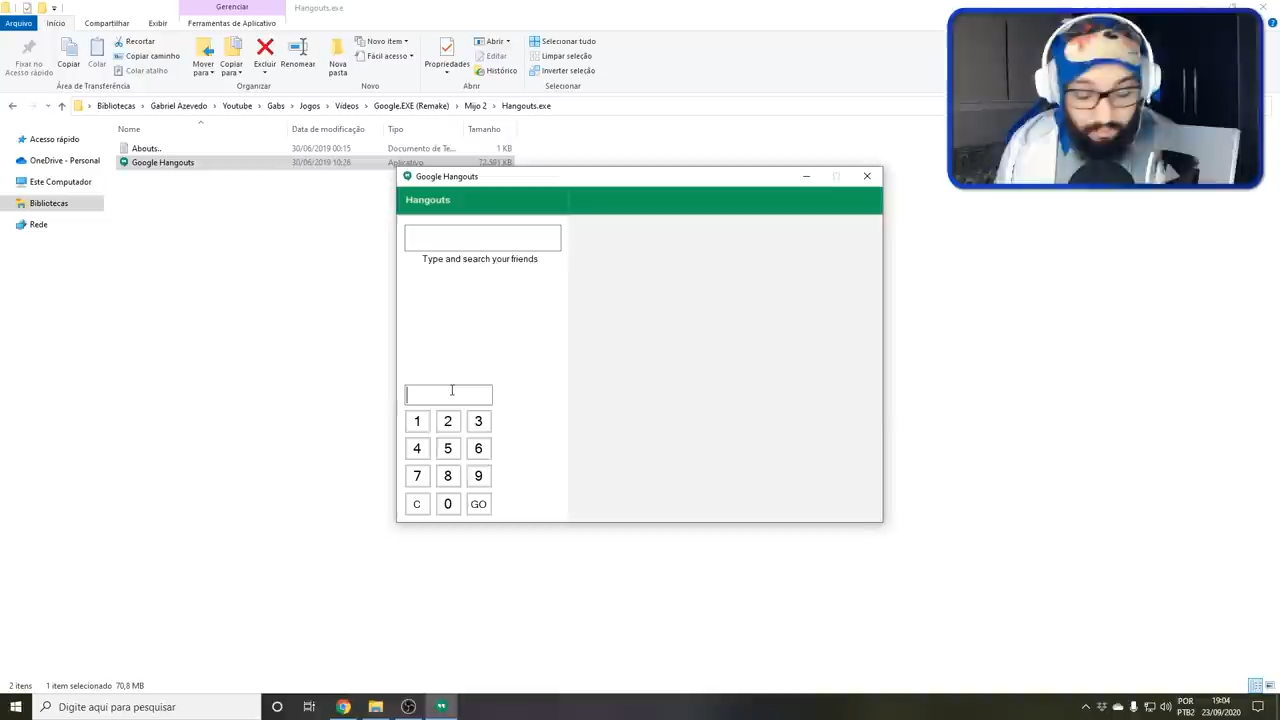 Gerenciar
Hangouts.exe
Arquivo
Início
Compartilhar
Exibir
Ferramentas de Aplicativo
Fixar no
Acesso rápido
Copiar
Colar
Recortar
Copiar caminho
Colar atalho
Área de Transferência
Mover
para
Copiar
para
Excluir
Renomear
Organizar
Nova
pasta
Novo item
Fácil acesso
Novo
Propriedades
Abrir
Editar
Histórico
Abrir
Selecionar tudo
Limpar seleção
Inverter seleção
Selecionar
Bibliotecas > Gabriel Azevedo > Youtube > Gabs > Jogos > Vídeos > Google.EXE (Remake) > Mijo 2 > Hangouts.exe
Nome
Data de modificação
Tipo
Tamanho
Abouts..
30/06/2019 00:15
Documento de Te...
1 KB
Google Hangouts
30/06/2019 10:26
Aplicativo
72.591 KB
Acesso rápido
OneDrive - Personal
Este Computador
Bibliotecas
Rede
Google Hangouts
Hangouts
Type and search your friends
1 2 3
4 5 6
7 8 9
C 0 GO
2 itens
1 item selecionado 70,8 MB
Digite aqui para pesquisar
POR
PTB2
19:04
23/09/2020